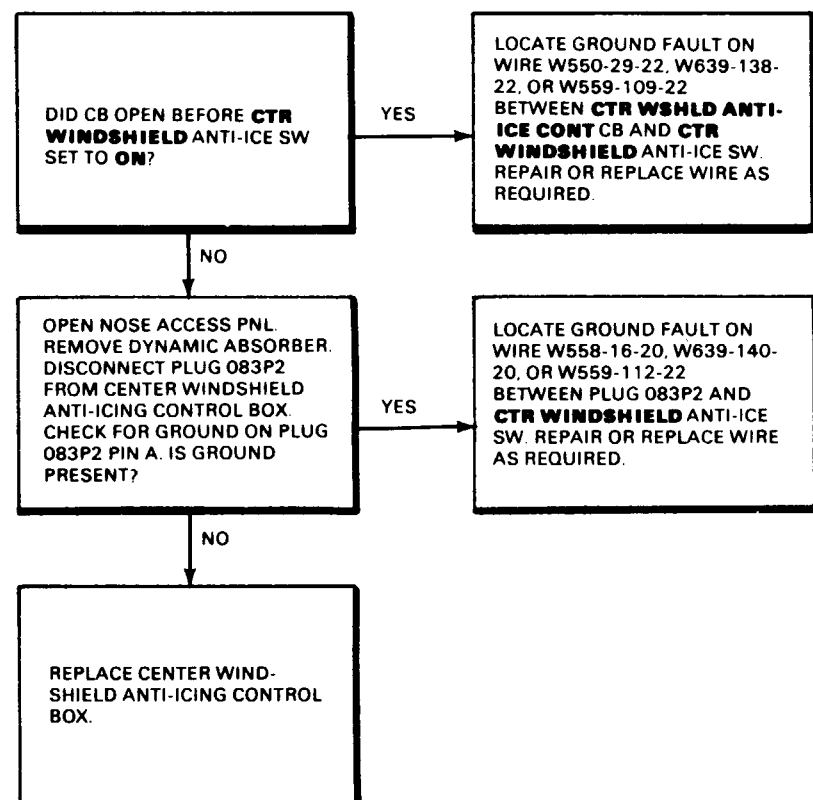 DID CB OPEN BEFORE CTR
WINDSHIELD ANTI-ICE SW
SET TO ON?
YES
LOCATE GROUND FAULT ON
WIRE W550-29-22, W639-138-
22, OR W559-109-22
BETWEEN CTR WSHLD ANTI-
ICE CONT CB AND CTR
WINDSHIELD ANTI-ICE SW.
REPAIR OR REPLACE WIRE AS
REQUIRED.
NO
OPEN NOSE ACCESS PNL.
REMOVE DYNAMIC ABSORBER.
DISCONNECT PLUG 083P2
FROM CENTER WINDSHIELD
ANTI-ICING CONTROL BOX.
CHECK FOR GROUND ON PLUG
083P2 PIN A. IS GROUND
PRESENT?
YES
LOCATE GROUND FAULT ON
WIRE W558-16-20, W639-140-
20, OR W559-112-22
BETWEEN PLUG 083P2 AND
CTR WINDSHIELD ANTI-ICE
SW. REPAIR OR REPLACE WIRE
AS REQUIRED.
NO
REPLACE CENTER WIND-
SHIELD ANTI-ICING CONTROL
BOX.